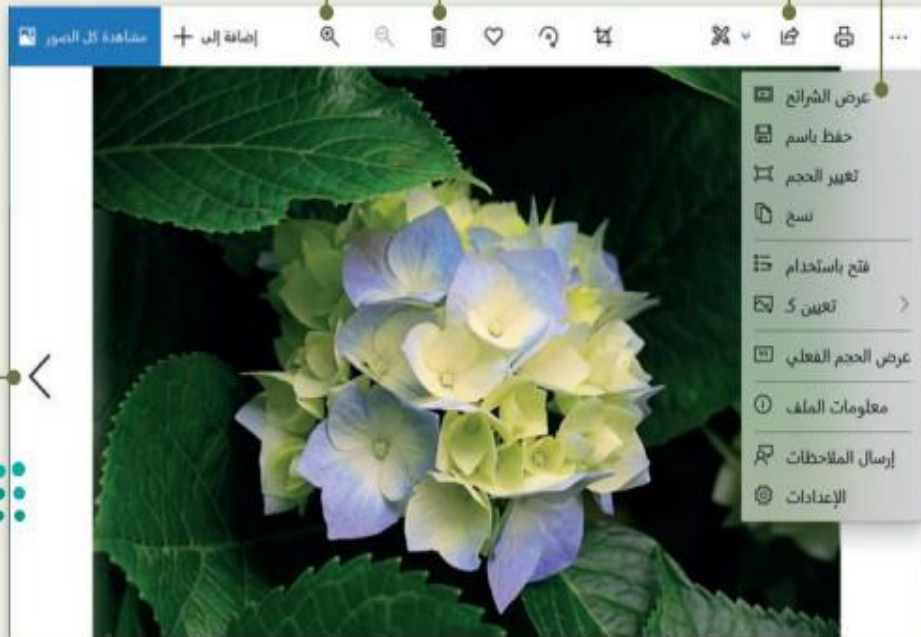 مشاهدة كل الصور
إضافة إلى
عرض الشرائح
حفظ باسم
تغيير الحجم
نسخ
فتح باستخدام
تعيين كـ
عرض الحجم الفعلي
معلومات الملف
إرسال الملاحظات
الإعدادات